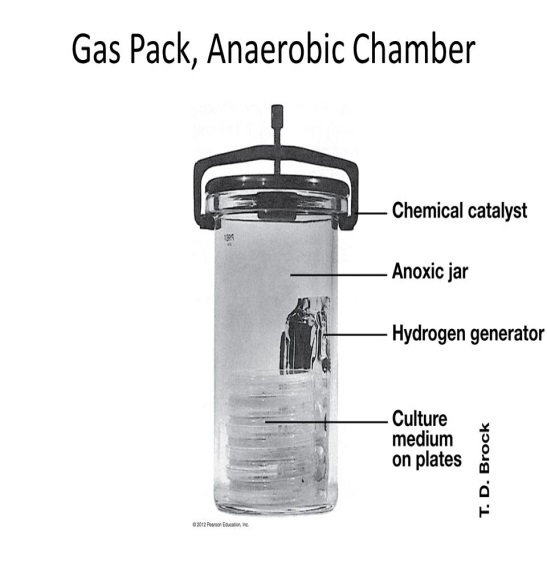 Gas Pack, Anaerobic Chamber
Chemical catalyst
Anoxic jar
Hydrogen generator
Culture
medium
on plates
T. D. Brock
© 2012 Pearson Education, Inc.